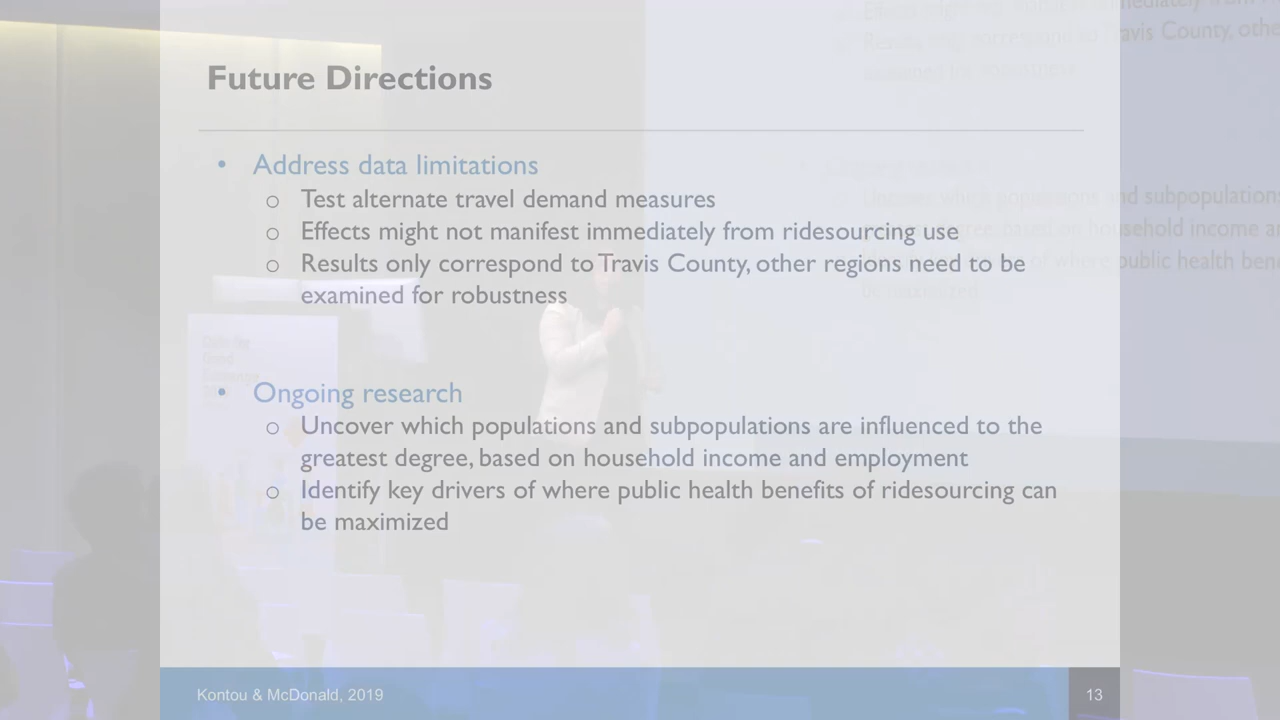 Future Directions
• Address data limitations
o Test alternate travel demand measures
o Effects might not manifest immediately from ridesourcing use
o Results only correspond to Travis County, other regions need to be
examined for robustness
• Ongoing research
o Uncover which populations and subpopulations are influenced to the
greatest degree, based on household income and employment
o Identify key drivers of where public health benefits of ridesourcing can
be maximized
Kontou & McDonald, 2019
13